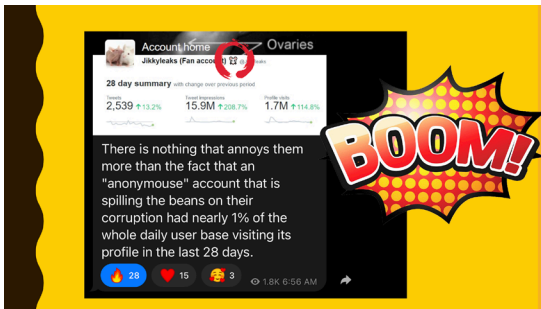 Account home
Ovaries
Jikkyleaks (Fan account)
28 day summary with change over previous period
Tweets
Tweet impressions
Profile visits
2,539 ↑13.2%
15.9M ↑208.7%
1.7M ↑114.8%
There is nothing that annoys them
more than the fact that an
"anonymouse" account that is
spilling the beans on their
corruption had nearly 1% of the
whole daily user base visiting its
profile in the last 28 days.
28
15
3
1.8K 6:56 AM
BOOM!